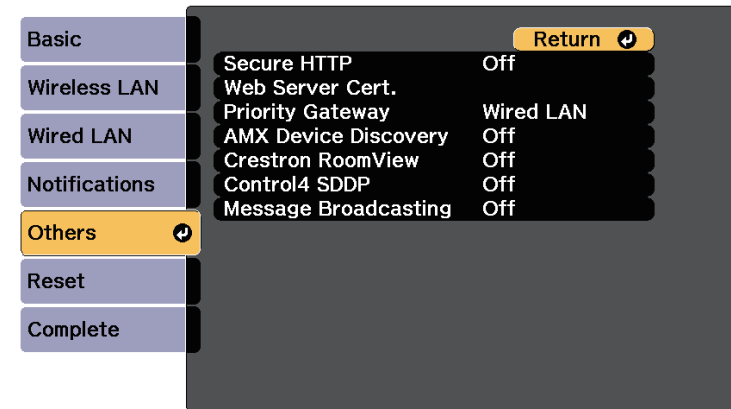 Basic
Wireless LAN
Wired LAN
Notifications
Others
Reset
Complete
Return
Secure HTTP Off
Web Server Cert.
Priority Gateway Wired LAN
AMX Device Discovery Off
Crestron RoomView Off
Control4 SDDP Off
Message Broadcasting Off